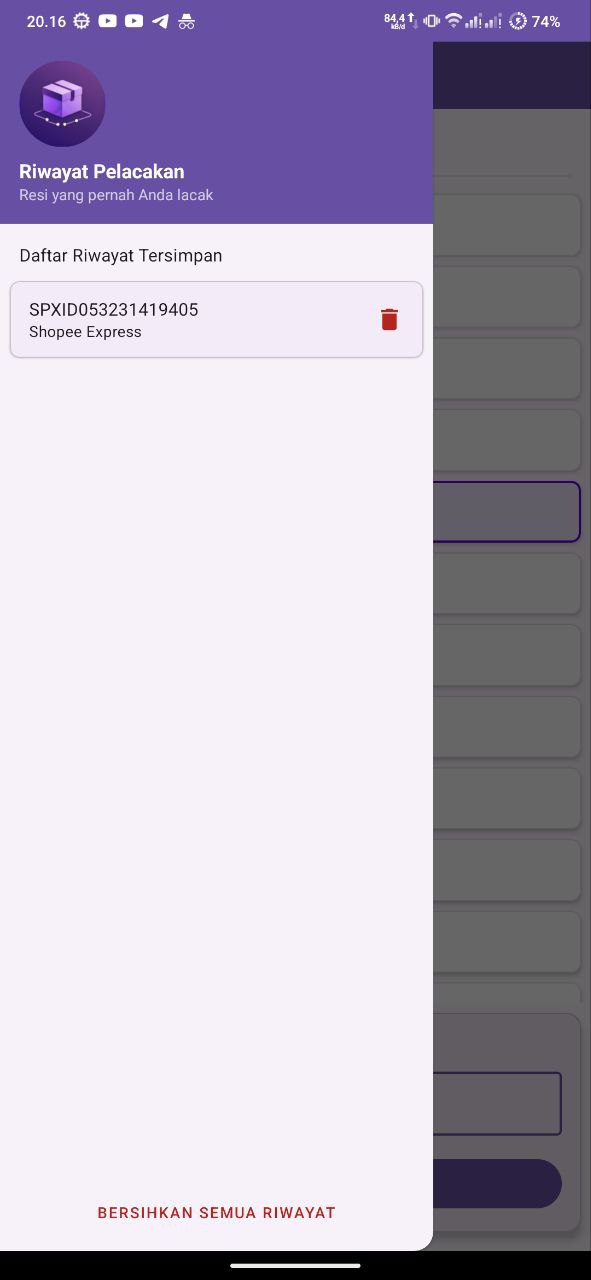 20.16
84,4
kB/d
74%
Riwayat Pelacakan
Resi yang pernah Anda lacak
Daftar Riwayat Tersimpan
SPXID053231419405
Shopee Express
BERSIHKAN SEMUA RIWAYAT